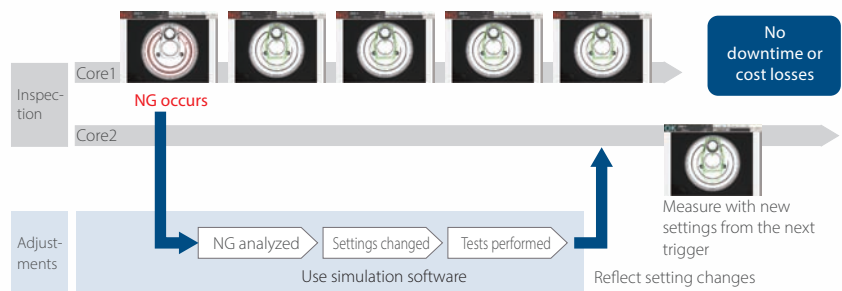 No
downtime or
cost losses
Inspec-
tion
Core1
NG occurs
Core2
Measure with new
settings from the next
trigger
Adjust-
ments
NG analyzed
Settings changed
Tests performed
Use simulation software
Reflect setting changes